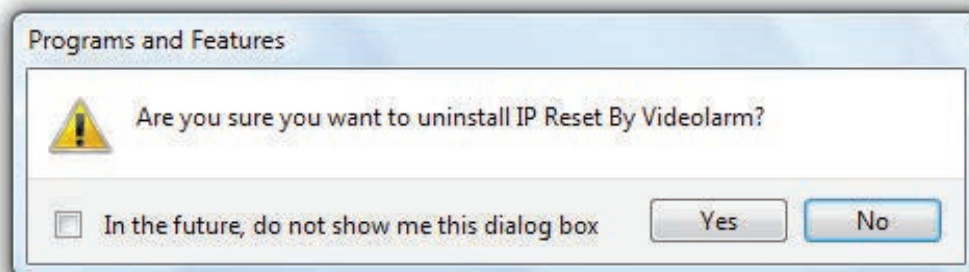 Programs and Features
Are you sure you want to uninstall IP Reset By Videolarm?
In the future, do not show me this dialog box
Yes
No